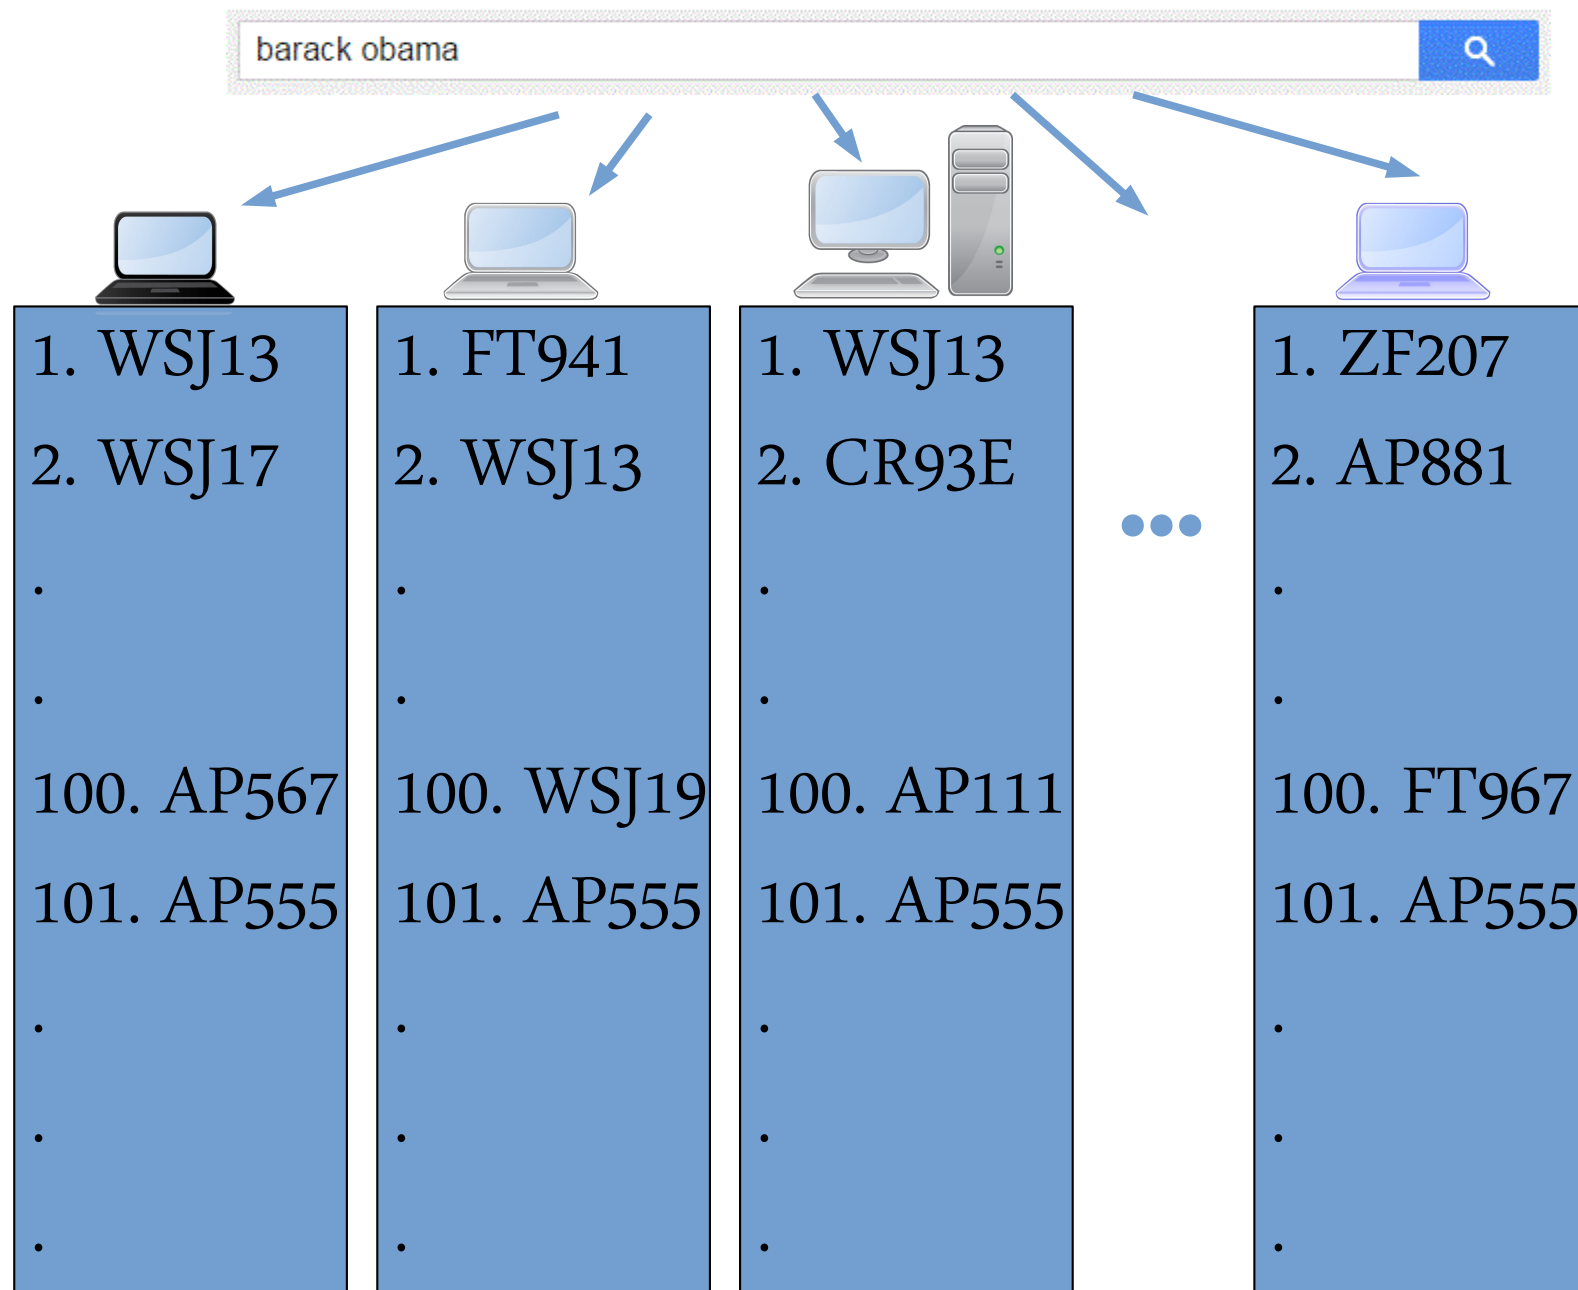 barack obama
1. WSJ13
2. WSJ17
.
.
100. AP567
101. AP555
.
.
.
1. FT941
2. WSJ13
.
.
100. WSJ19
101. AP555
.
.
.
1. WSJ13
2. CR93E
.
.
100. AP111
101. AP555
.
.
.
1. ZF207
2. AP881
.
.
100. FT967
101. AP555
.
.
.